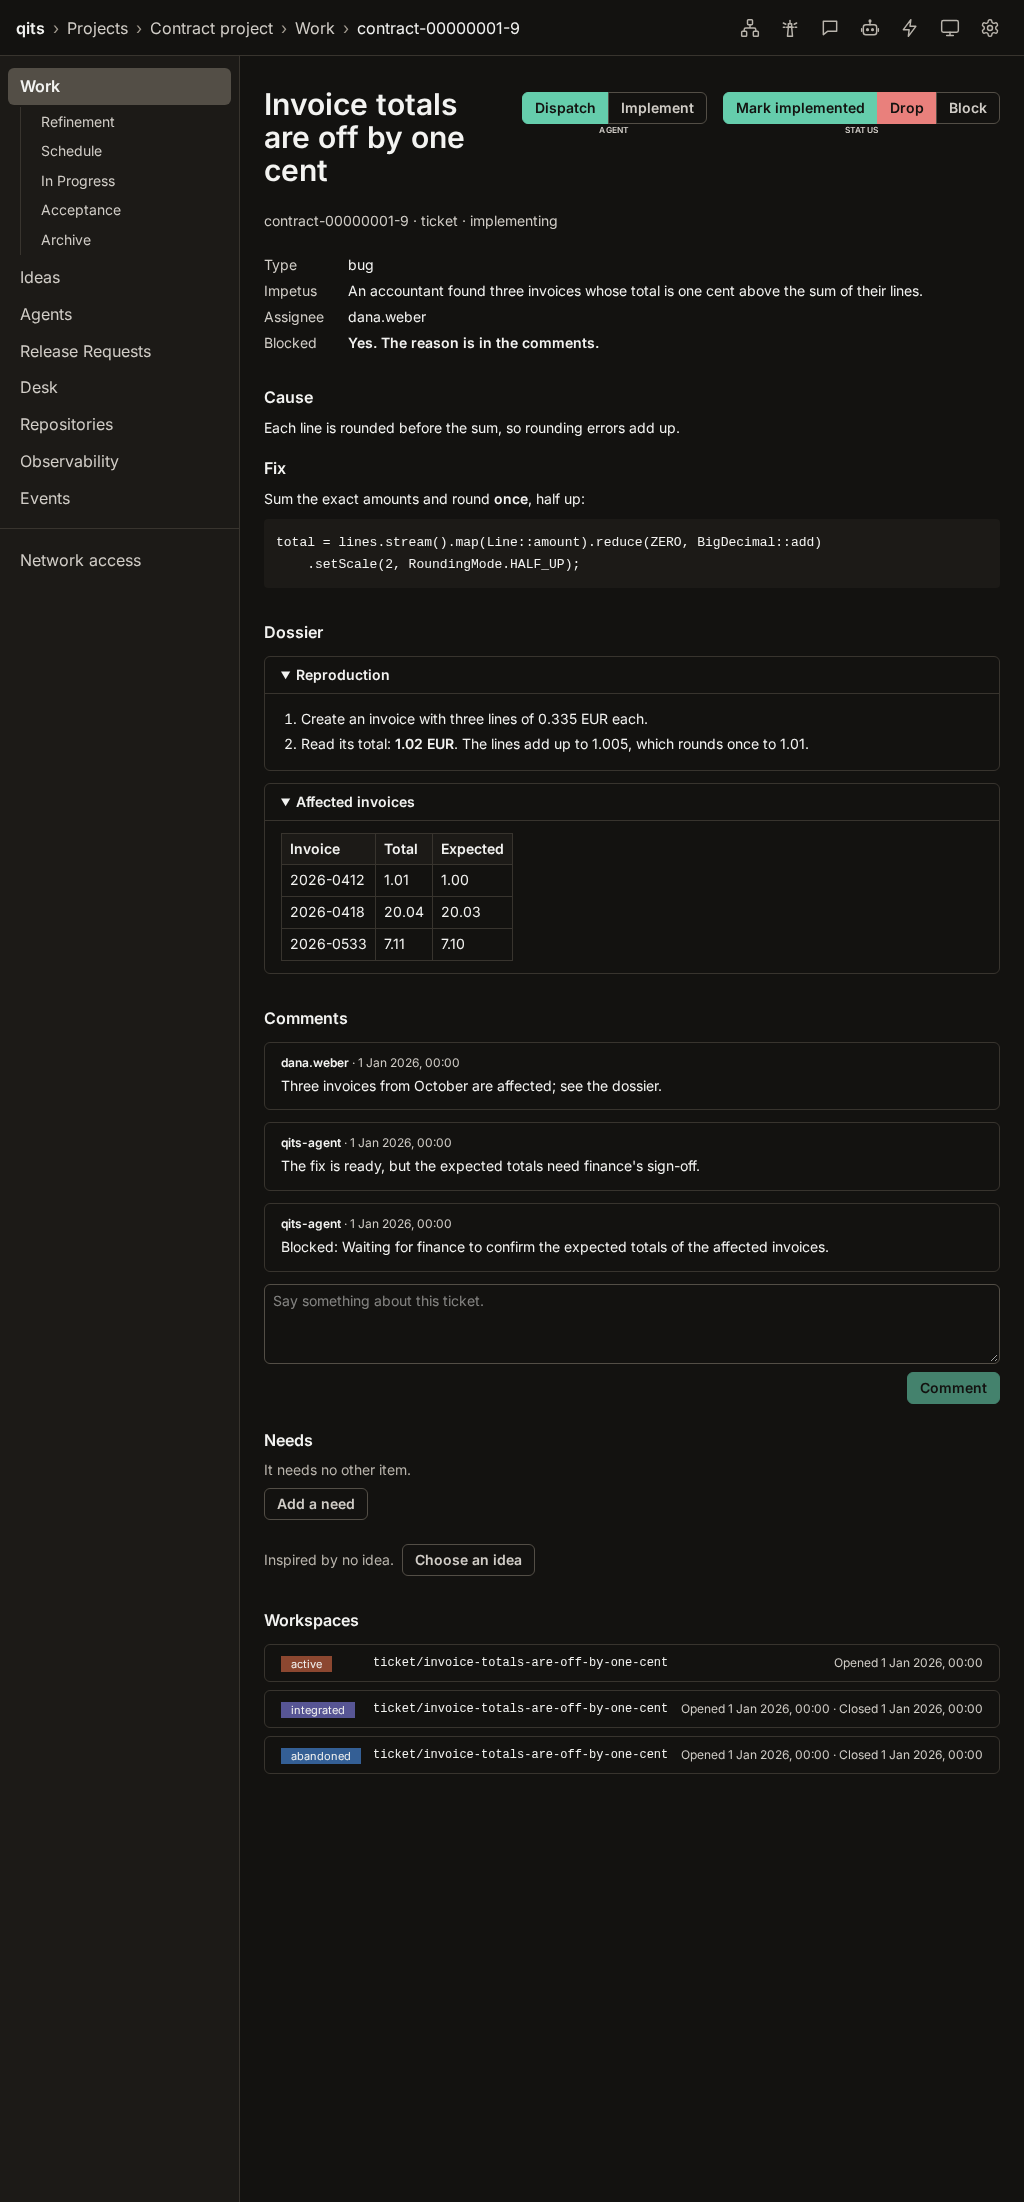 qits › Projects › Contract project › Work › contract-00000001-9
Work
Refinement
Schedule
In Progress
Acceptance
Archive
Ideas
Agents
Release Requests
Desk
Repositories
Observability
Events
Network access
Invoice totals
are off by one
cent
Dispatch Implement
AGENT
Mark implemented Drop Block
STATUS
contract-00000001-9 · ticket · implementing
Type bug
Impetus An accountant found three invoices whose total is one cent above the sum of their lines.
Assignee dana.weber
Blocked Yes. The reason is in the comments.
Cause
Each line is rounded before the sum, so rounding errors add up.
Fix
Sum the exact amounts and round once, half up:
total = lines.stream().map(Line::amount).reduce(ZERO, BigDecimal::add)
.setScale(2, RoundingMode.HALF_UP);
Dossier
▼ Reproduction
1. Create an invoice with three lines of 0.335 EUR each.
2. Read its total: 1.02 EUR. The lines add up to 1.005, which rounds once to 1.01.
▼ Affected invoices
Invoice Total Expected
2026-0412 1.01 1.00
2026-0418 20.04 20.03
2026-0533 7.11 7.10
Comments
dana.weber · 1 Jan 2026, 00:00
Three invoices from October are affected; see the dossier.
qits-agent · 1 Jan 2026, 00:00
The fix is ready, but the expected totals need finance's sign-off.
qits-agent · 1 Jan 2026, 00:00
Blocked: Waiting for finance to confirm the expected totals of the affected invoices.
Say something about this ticket.
Comment
Needs
It needs no other item.
Add a need
Inspired by no idea. Choose an idea
Workspaces
active ticket/invoice-totals-are-off-by-one-cent Opened 1 Jan 2026, 00:00
integrated ticket/invoice-totals-are-off-by-one-cent Opened 1 Jan 2026, 00:00 · Closed 1 Jan 2026, 00:00
abandoned ticket/invoice-totals-are-off-by-one-cent Opened 1 Jan 2026, 00:00 · Closed 1 Jan 2026, 00:00